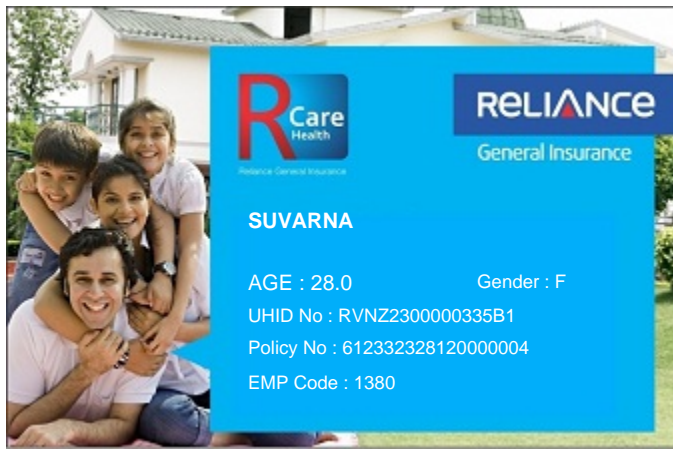 R Care
Health
Reliance General Insurance
RELIANCE
General Insurance
SUVARNA
AGE : 28.0 Gender : F
UHID No : RVNZ2300000335B1
Policy No : 612332328120000004
EMP Code : 1380